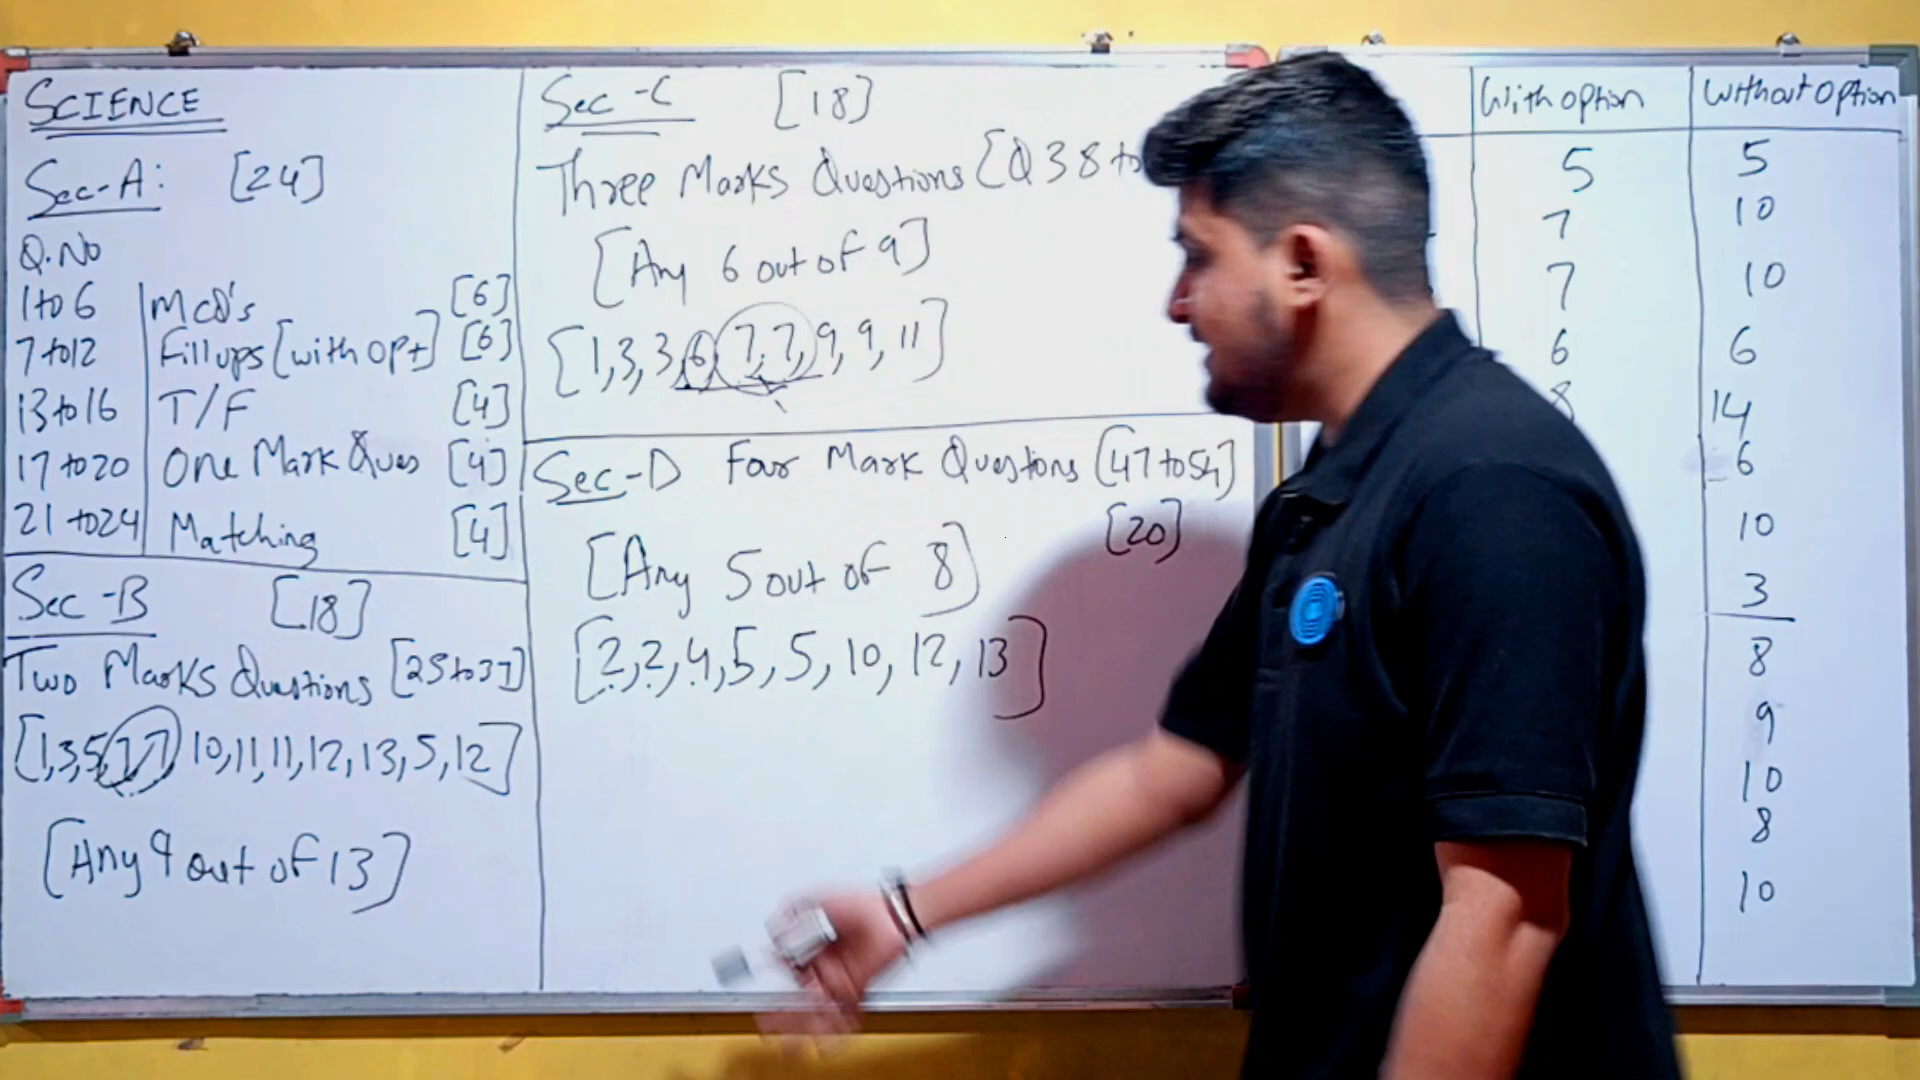 SCIENCE
Sec-A: [24]
Q.No
1 to 6 MCQ's [6]
7 to 12 Fill ups [with opt] [6]
13 to 16 T/F [4]
17 to 20 One Mark Ques [4]
21 to 24 Matching [4]
Sec-B [18]
Two Marks Questions [25 to 37]
[1,3,5,7,7,10,11,11,12,13,5,12]
[Any 9 out of 13]
Sec-C [18]
Three Marks Questions [Q 38 to
[Any 6 out of 9]
[1,3,3,6,7,7,9,9,11]
Sec-D Four Mark Questons [47 to 54]
[20]
[Any 5 out of 8]
[2,2,4,5,5,10,12,13]
With option Without option
5 5
7 10
7 10
6 6
8 14
6
10
3
8
9
10
8
10